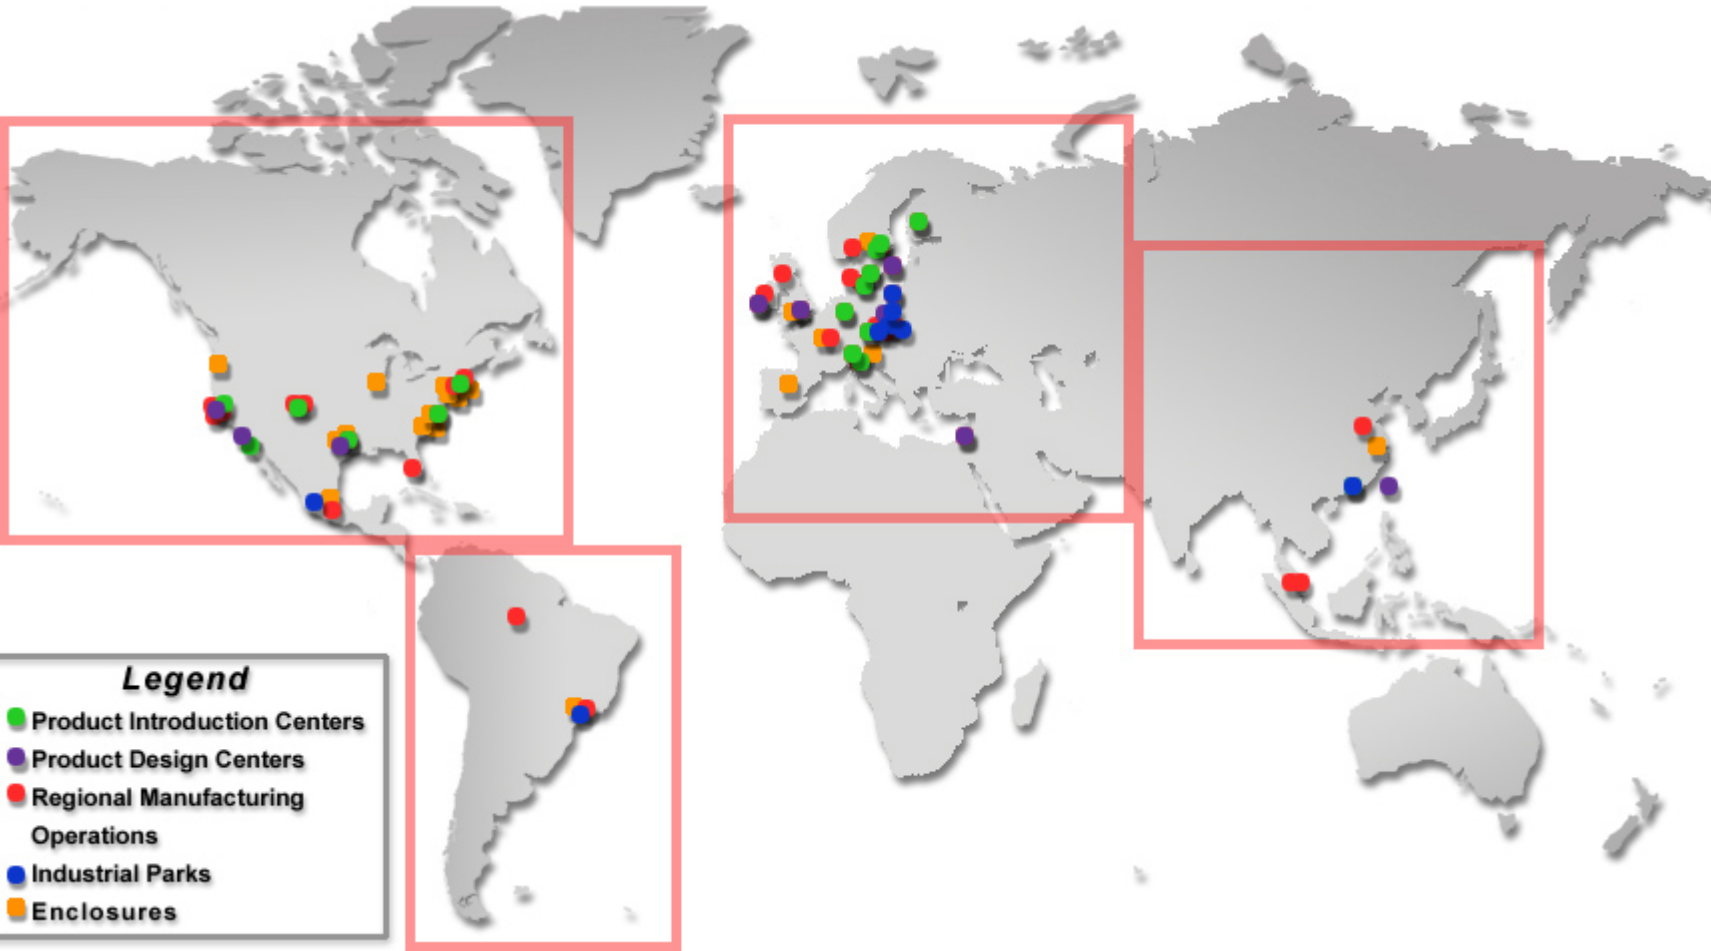 Legend
Product Introduction Centers
Product Design Centers
Regional Manufacturing
Operations
Industrial Parks
Enclosures